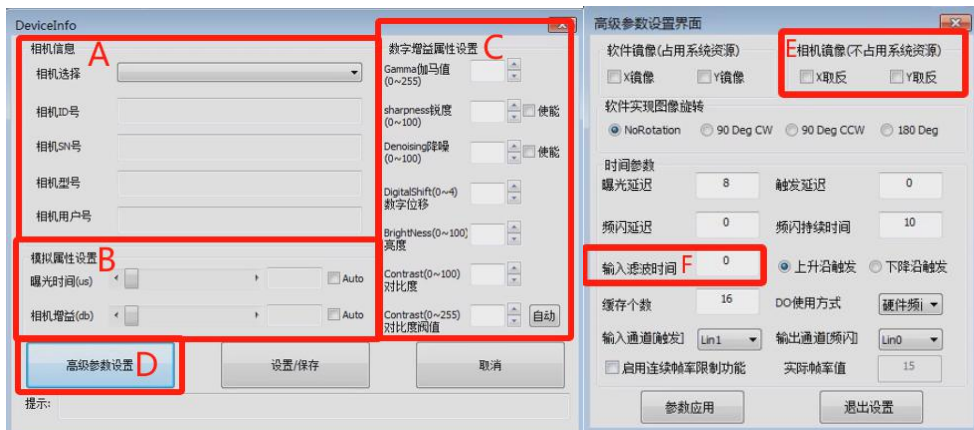 DeviceInfo
相机信息
A
相机选择
相机ID号
相机SN号
相机型号
相机用户号
模拟属性设置
B
曝光时间(us)
Auto
相机增益(db)
Auto
数字增益属性设置
C
Gamma伽马值
(0~255)
sharpness锐度
(0~100)
使能
Denoising降噪
(0~100)
使能
DigitalShift(0~4)
数字位移
BrightNess(0~100)
亮度
Contrast(0~100)
对比度
Contrast(0~255)
对比度阀值
自动
高级参数设置
D
设置/保存
取消
提示:
高级参数设置界面
软件镜像(占用系统资源)
X镜像
Y镜像
E
相机镜像(不占用系统资源)
X取反
Y取反
软件实现图像旋转
NoRotation
90 Deg CW
90 Deg CCW
180 Deg
时间参数
曝光延迟
8
触发延迟
0
频闪延迟
0
频闪持续时间
10
输入滤波时间
F
0
上升沿触发
下降沿触发
缓存个数
16
DO使用方式
硬件频
输入通道[触发]
Lin1
输出通道[频闪]
Lin0
启用连续帧率限制功能
实际帧率值
15
参数应用
退出设置